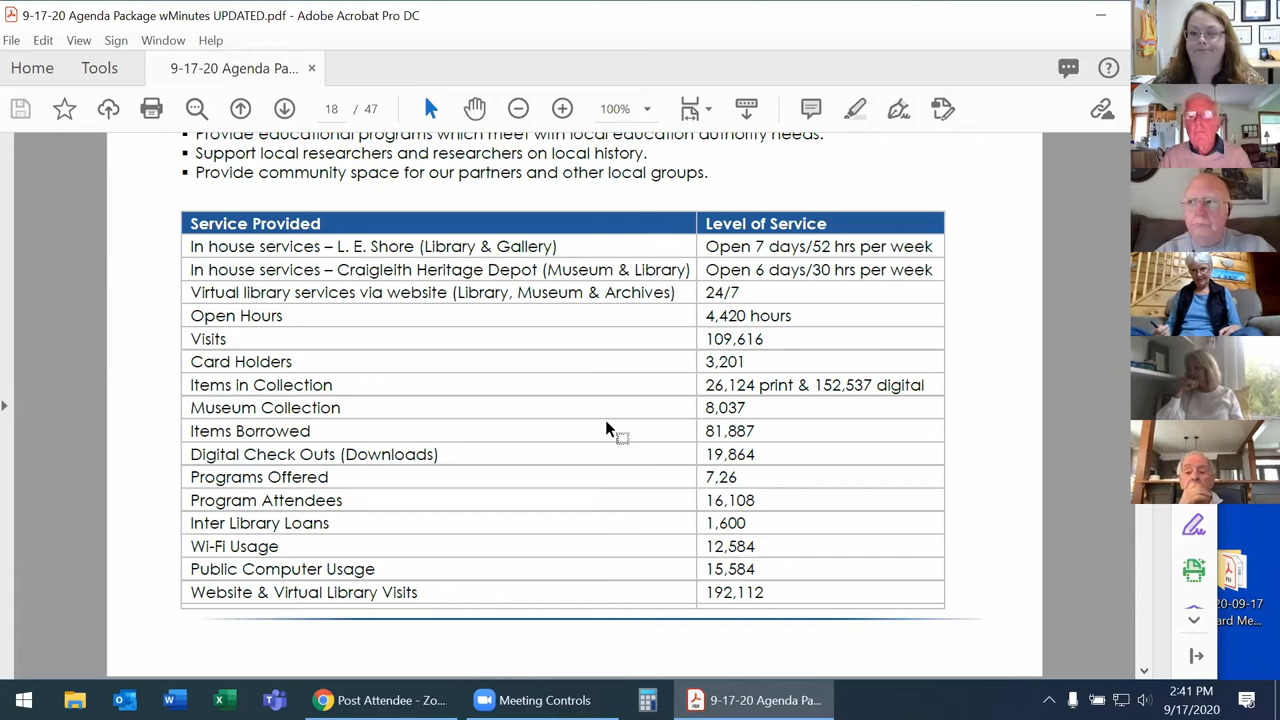 9-17-20 Agenda Package wMinutes UPDATED.pdf - Adobe Acrobat Pro DC
File Edit View Sign Window Help
Home Tools 9-17-20 Agenda Pa... ×
18 / 47 100%
▪ Provide educational programs which meet with local education authority needs.
▪ Support local researchers and researchers on local history.
▪ Provide community space for our partners and other local groups.
Service Provided Level of Service
In house services – L. E. Shore (Library & Gallery) Open 7 days/52 hrs per week
In house services – Craigleith Heritage Depot (Museum & Library) Open 6 days/30 hrs per week
Virtual library services via website (Library, Museum & Archives) 24/7
Open Hours 4,420 hours
Visits 109,616
Card Holders 3,201
Items in Collection 26,124 print & 152,537 digital
Museum Collection 8,037
Items Borrowed 81,887
Digital Check Outs (Downloads) 19,864
Programs Offered 7,26
Program Attendees 16,108
Inter Library Loans 1,600
Wi-Fi Usage 12,584
Public Computer Usage 15,584
Website & Virtual Library Visits 192,112
20-09-17
ard Me...
Post Attendee - Zo... Meeting Controls 9-17-20 Agenda Pa...
2:41 PM
9/17/2020